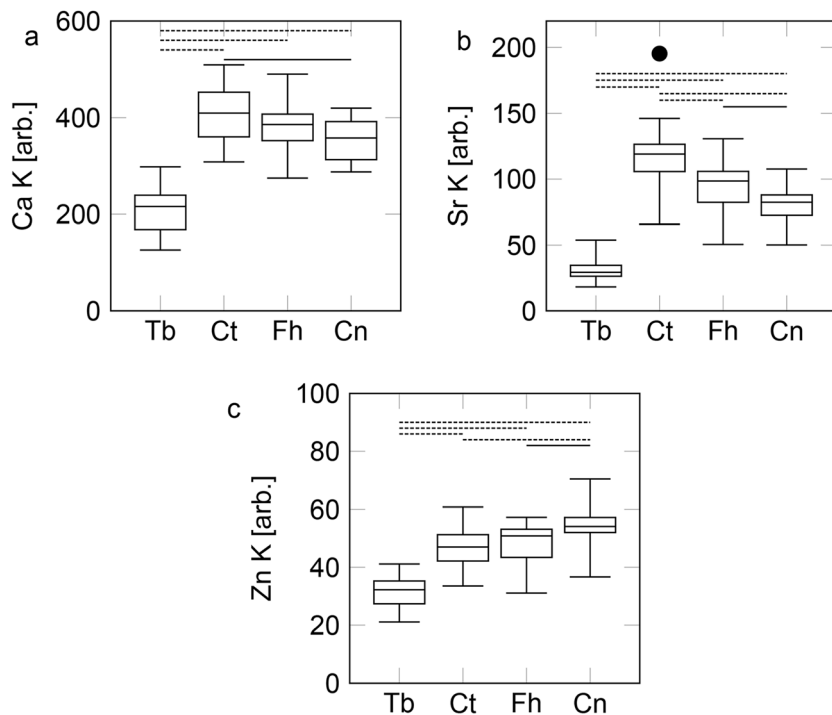 a
Ca K [arb.]
600
400
200
0
Tb Ct Fh Cn
b
Sr K [arb.]
200
150
100
50
0
Tb Ct Fh Cn
c
Zn K [arb.]
100
80
60
40
20
0
Tb Ct Fh Cn